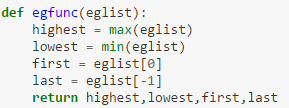 def egfunc(eglist):
    highest = max(eglist)
    lowest = min(eglist)
    first = eglist[0]
    last = eglist[-1]
    return highest,lowest,first,last